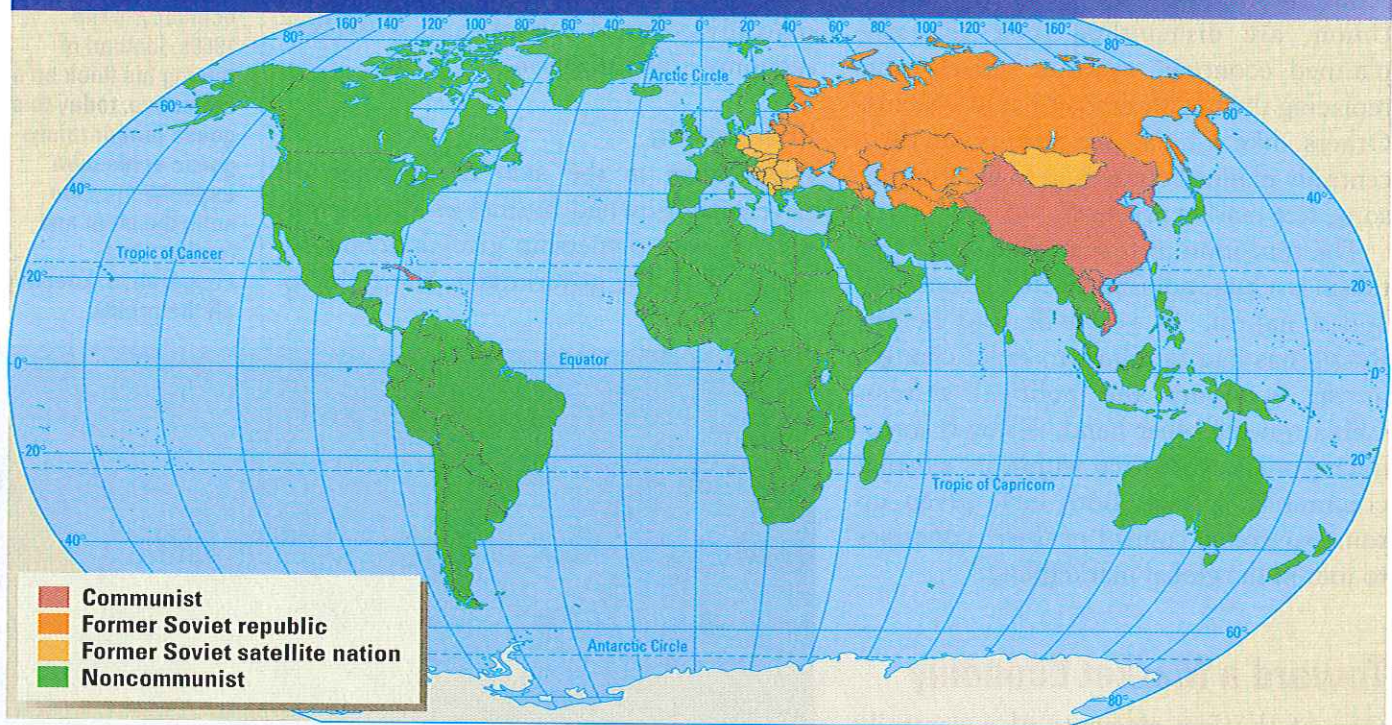 160° 140° 120° 100° 80° 60° 40° 20° 0° 20° 40° 60° 80° 100° 120° 140° 160°
80° 80°
Arctic Circle
60° 60°
40° 40°
Tropic of Cancer
20° 20°
0° Equator 0°
20° 20°
Tropic of Capricorn
40°
60°
Antarctic Circle
80°
Communist
Former Soviet republic
Former Soviet satellite nation
Noncommunist